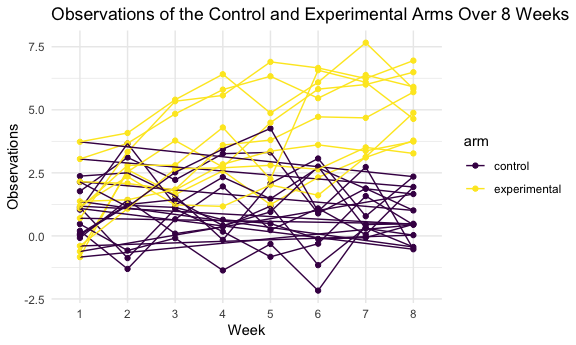 Observations of the Control and Experimental Arms Over 8 Weeks
7.5
5.0
2.5
0.0
-2.5
Observations
1 2 3 4 5 6 7 8
Week
arm
control
experimental